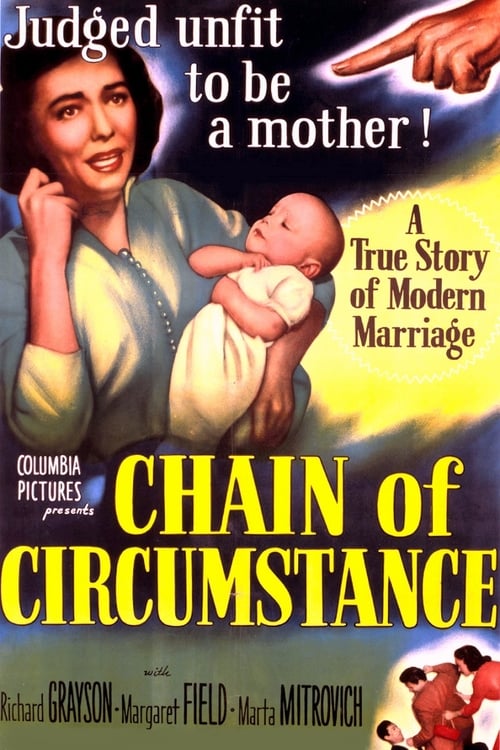 Judged unfit
to be
a mother!
A
True Story
of Modern
Marriage
COLUMBIA
PICTURES
presents
CHAIN of
CIRCUMSTANCE
with
Richard GRAYSON · Margaret FIELD · Marta MITROVICH